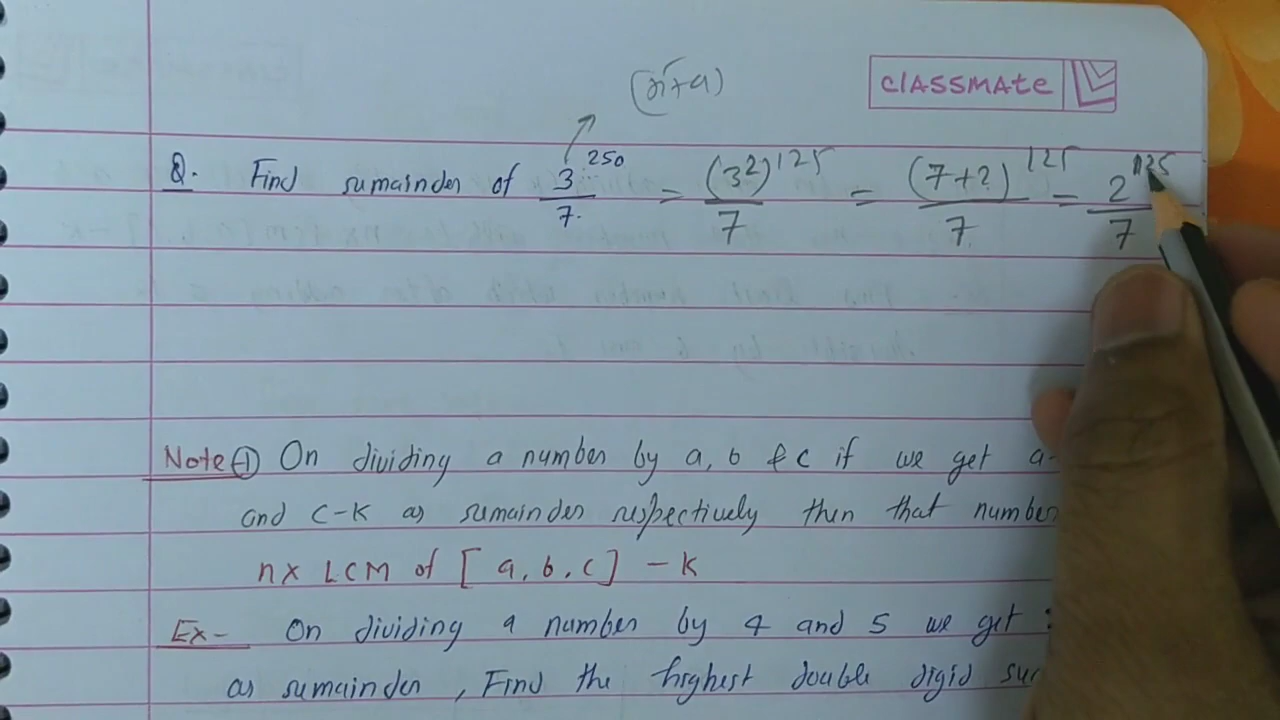 (x+a)
CLASSMATE
Q. Find remainder of 3^250/7 = (3^2)^125/7 = (7+2)^125/7 = 2^125/7
Note ① On dividing a number by a, b & c if we get a-
and c-k as remainder respectively then that number
n x LCM of [a, b, c] - k
Ex- On dividing a number by 4 and 5 we get
as remainder, Find the highest double digid